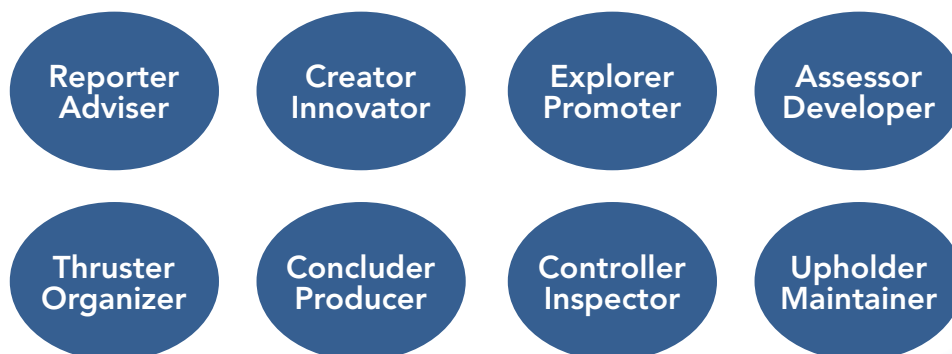 Reporter
Adviser
Creator
Innovator
Explorer
Promoter
Assessor
Developer
Thruster
Organizer
Concluder
Producer
Controller
Inspector
Upholder
Maintainer